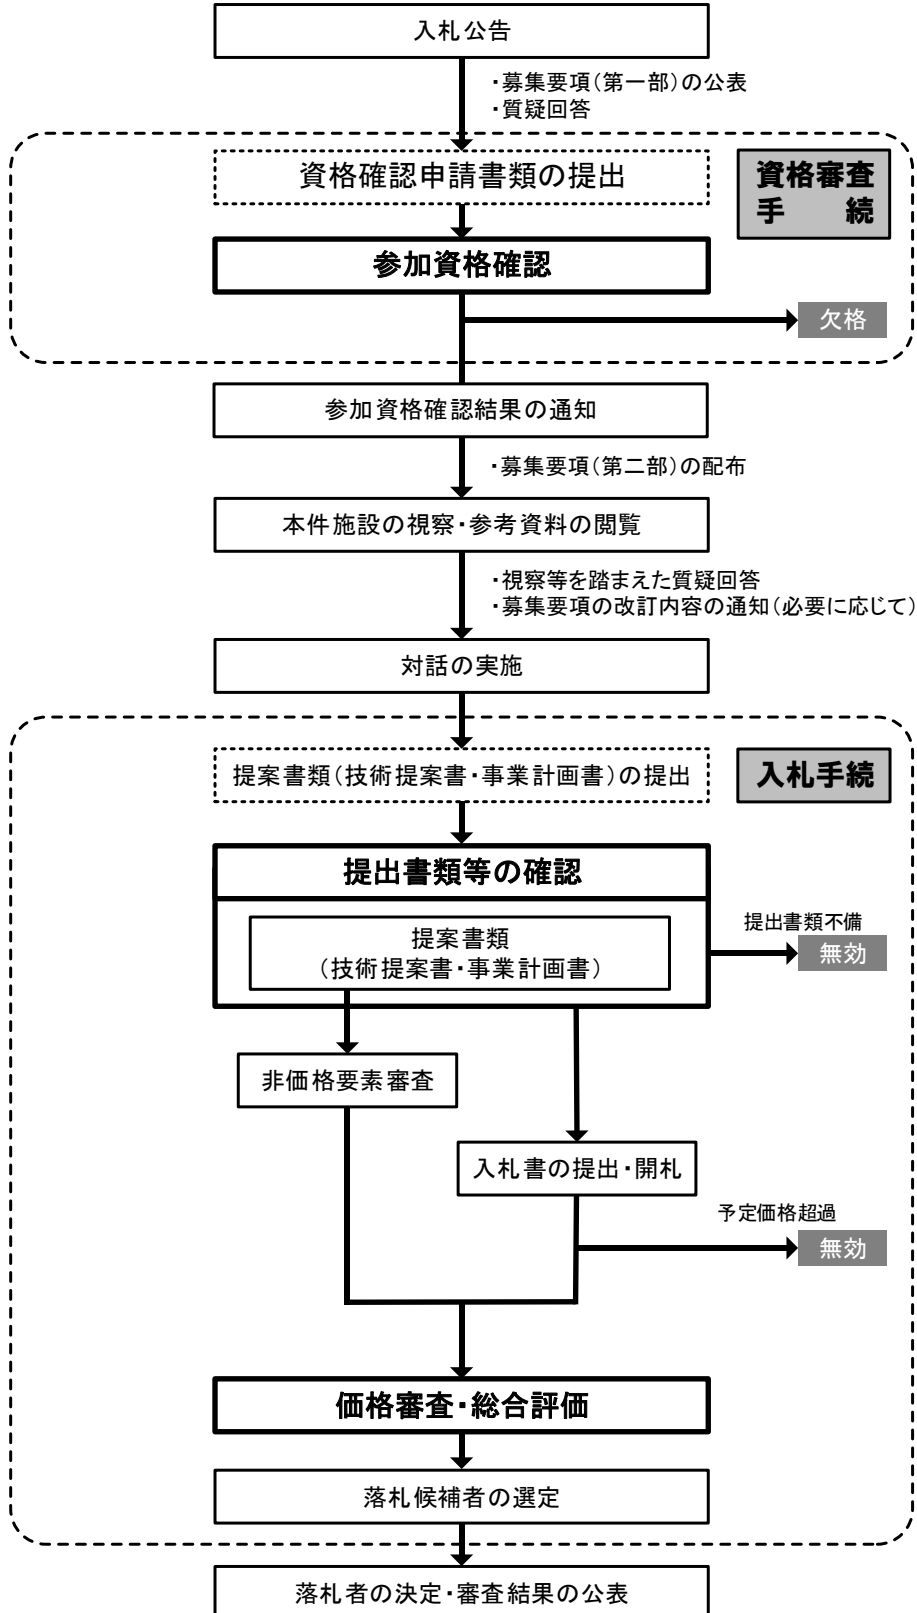 入札公告
・募集要項(第一部)の公表
・質疑回答
資格確認申請書類の提出
資格審査
手　続
参加資格確認
欠格
参加資格確認結果の通知
・募集要項(第二部)の配布
本件施設の視察・参考資料の閲覧
・視察等を踏まえた質疑回答
・募集要項の改訂内容の通知(必要に応じて)
対話の実施
提案書類(技術提案書・事業計画書)の提出
入札手続
提出書類等の確認
提案書類
(技術提案書・事業計画書)
提出書類不備
無効
非価格要素審査
入札書の提出・開札
予定価格超過
無効
価格審査・総合評価
落札候補者の選定
落札者の決定・審査結果の公表